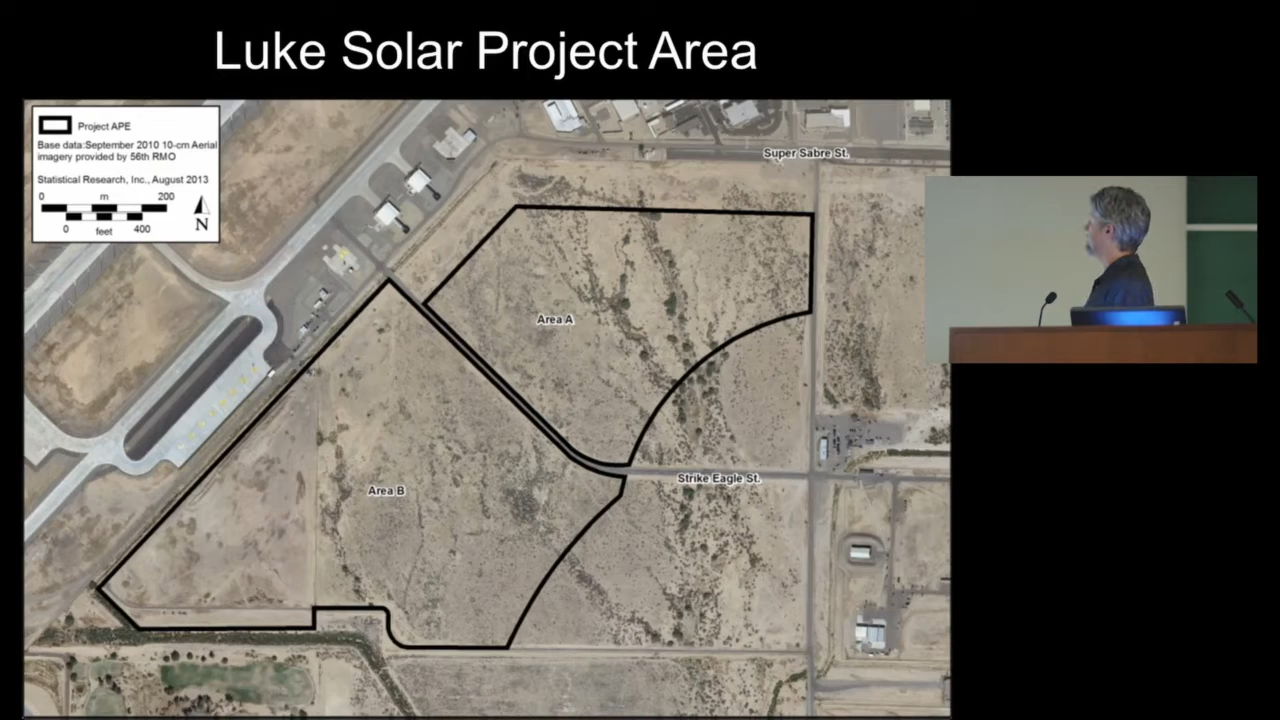 Luke Solar Project Area
Project APE
Base data:September 2010 10-cm Aerial
imagery provided by 56th RMO
Statistical Research, Inc., August 2013
0 m 200
0 feet 400
N
Super Sabre St.
Area A
Strike Eagle St.
Area B